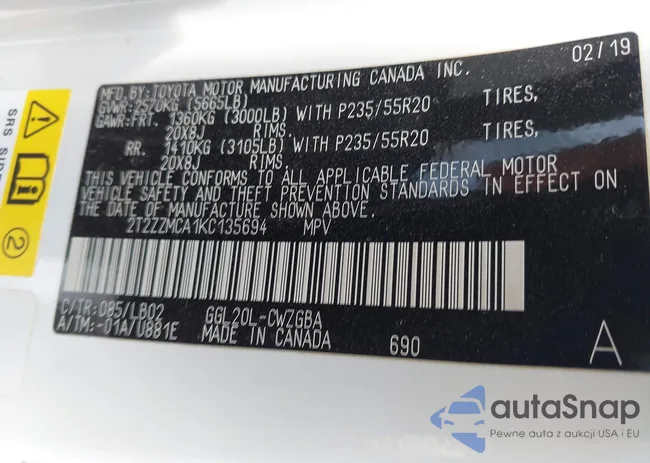 02/19
MFD.BY:TOYOTA MOTOR MANUFACTURING CANADA INC.
GVWR:2570KG (5665LB)
GAWR:FRT. 1360KG (3000LB) WITH P235/55R20 TIRES,
20X8J RIMS.
RR. 1410KG (3105LB) WITH P235/55R20 TIRES,
20X8J RIMS.
THIS VEHICLE CONFORMS TO ALL APPLICABLE FEDERAL MOTOR
VEHICLE SAFETY AND THEFT PREVENTION STANDARDS IN EFFECT ON
THE DATE OF MANUFACTURE SHOWN ABOVE.
2T2ZZMCA1KC135694 MPV
C/TR:085/LB02 GGL20L-CWZGBA
A/TM:-01A/U881E MADE IN CANADA 690 A
SRS SIDE
2
autaSnap
Pewne auta z aukcji USA i EU